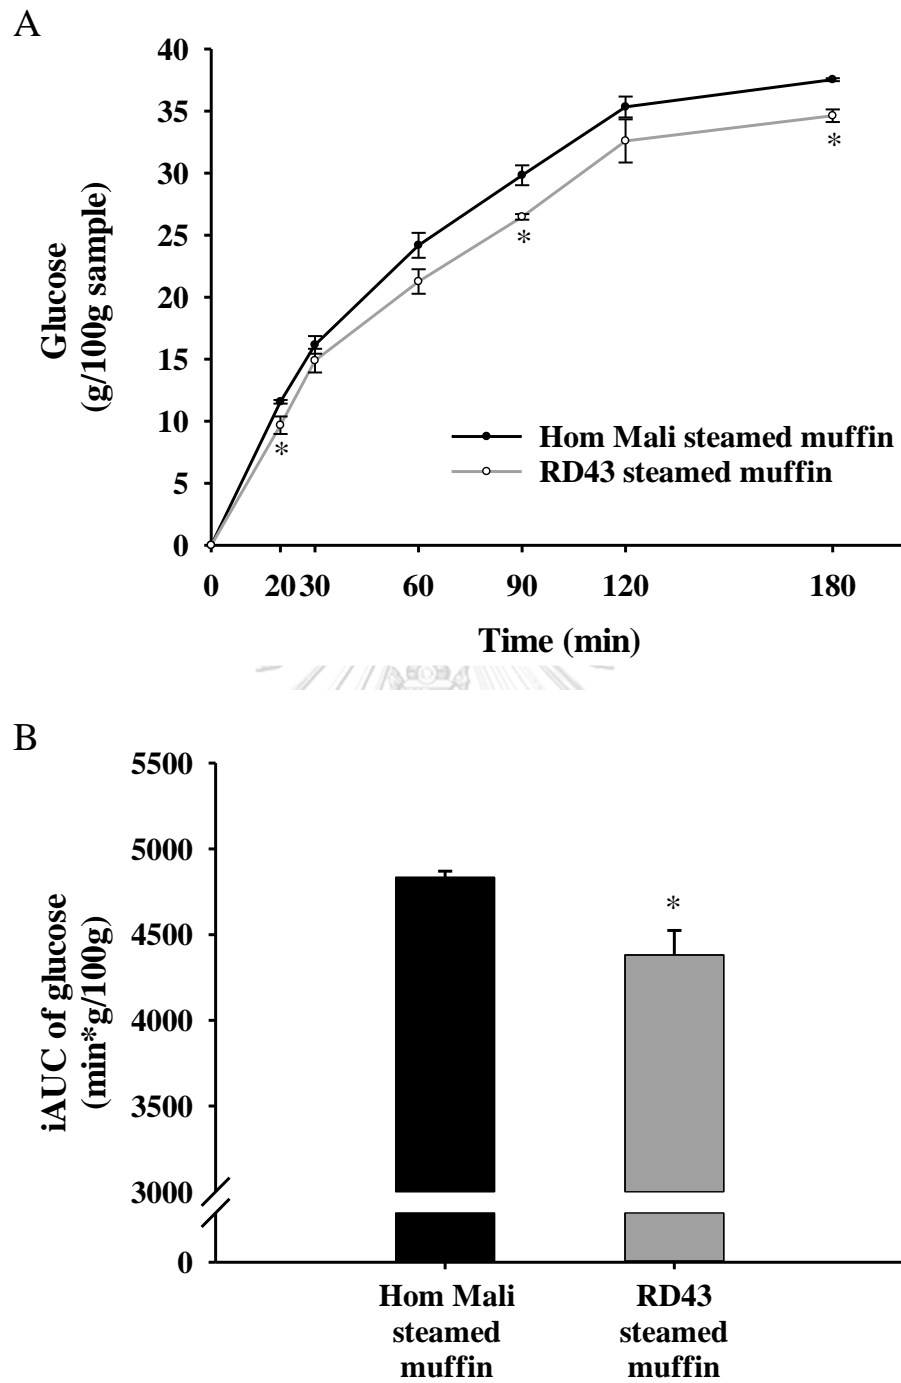 A
40
35
30
25
20
15
10
5
0
Glucose
(g/100g sample)
*
*
*
Hom Mali steamed muffin
RD43 steamed muffin
0 20 30 60 90 120 180
Time (min)
B
5500
5000
4500
4000
3500
3000
0
iAUC of glucose
(min*g/100g)
*
Hom Mali
steamed
muffin
RD43
steamed
muffin